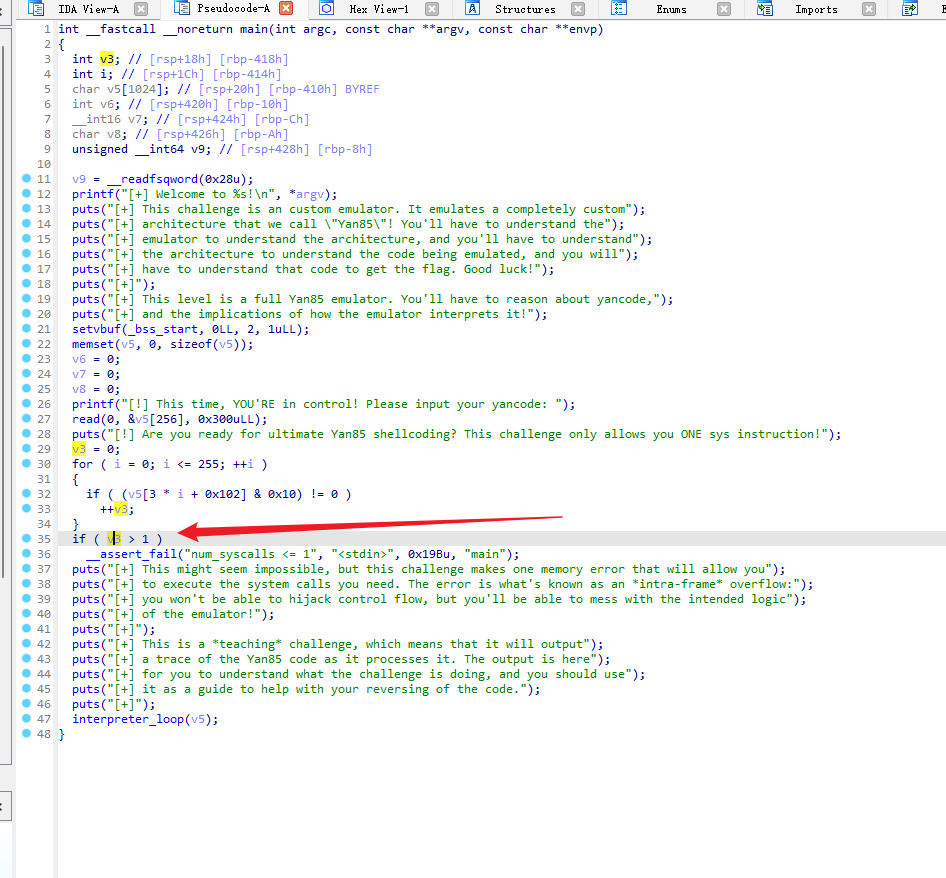 IDA View-A Pseudocode-A Hex View-1 Structures Enums Imports
1 int __fastcall __noreturn main(int argc, const char **argv, const char **envp)
2 {
3 int v3; // [rsp+18h] [rbp-418h]
4 int i; // [rsp+1Ch] [rbp-414h]
5 char v5[1024]; // [rsp+20h] [rbp-410h] BYREF
6 int v6; // [rsp+420h] [rbp-10h]
7 __int16 v7; // [rsp+424h] [rbp-Ch]
8 char v8; // [rsp+426h] [rbp-Ah]
9 unsigned __int64 v9; // [rsp+428h] [rbp-8h]
10
11 v9 = __readfsqword(0x28u);
12 printf("[+] Welcome to %s!\n", *argv);
13 puts("[+] This challenge is an custom emulator. It emulates a completely custom");
14 puts("[+] architecture that we call \"Yan85\"! You'll have to understand the");
15 puts("[+] emulator to understand the architecture, and you'll have to understand");
16 puts("[+] the architecture to understand the code being emulated, and you will");
17 puts("[+] have to understand that code to get the flag. Good luck!");
18 puts("[+]");
19 puts("[+] This level is a full Yan85 emulator. You'll have to reason about yancode,");
20 puts("[+] and the implications of how the emulator interprets it!");
21 setvbuf(_bss_start, 0LL, 2, 1uLL);
22 memset(v5, 0, sizeof(v5));
23 v6 = 0;
24 v7 = 0;
25 v8 = 0;
26 printf("[!] This time, YOU'RE in control! Please input your yancode: ");
27 read(0, &v5[256], 0x300uLL);
28 puts("[!] Are you ready for ultimate Yan85 shellcoding? This challenge only allows you ONE sys instruction!");
29 v3 = 0;
30 for ( i = 0; i <= 255; ++i )
31 {
32 if ( (v5[3 * i + 0x102] & 0x10) != 0 )
33 ++v3;
34 }
35 if ( v3 > 1 )
36 __assert_fail("num_syscalls <= 1", "<stdin>", 0x19Bu, "main");
37 puts("[+] This might seem impossible, but this challenge makes one memory error that will allow you");
38 puts("[+] to execute the system calls you need. The error is what's known as an *intra-frame* overflow:");
39 puts("[+] you won't be able to hijack control flow, but you'll be able to mess with the intended logic");
40 puts("[+] of the emulator!");
41 puts("[+]");
42 puts("[+] This is a *teaching* challenge, which means that it will output");
43 puts("[+] a trace of the Yan85 code as it processes it. The output is here");
44 puts("[+] for you to understand what the challenge is doing, and you should use");
45 puts("[+] it as a guide to help with your reversing of the code.");
46 puts("[+]");
47 interpreter_loop(v5);
48 }